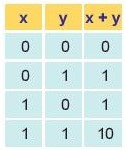 x y x + y
0 0 0
0 1 1
1 0 1
1 1 10